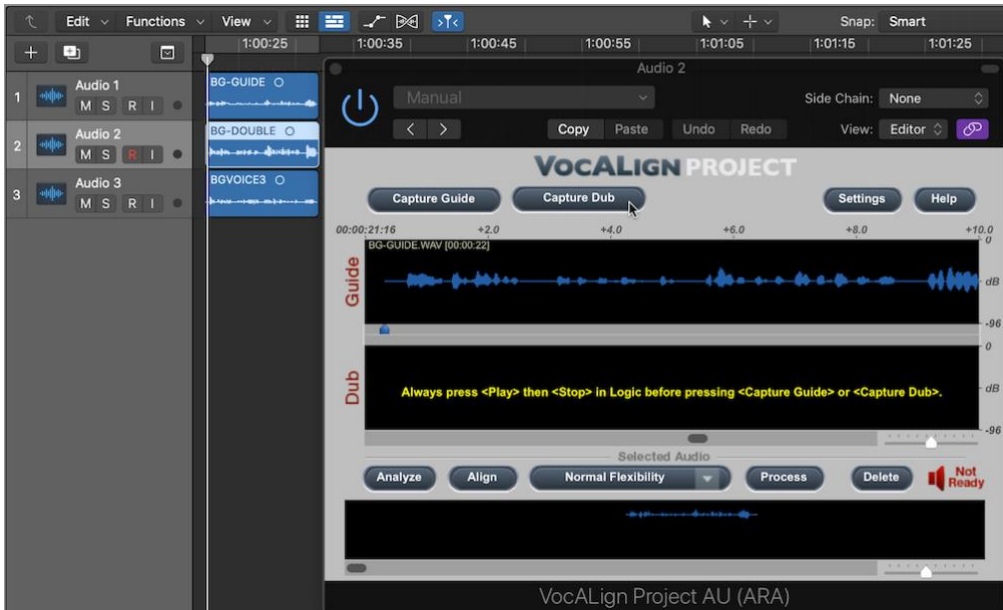 Edit Functions View Snap: Smart
1:00:25 1:00:35 1:00:45 1:00:55 1:01:05 1:01:15 1:01:25
Audio 2
1 Audio 1 BG-GUIDE
M S R I
Manual Side Chain: None
2 Audio 2 BG-DOUBLE
M S R I
Copy Paste Undo Redo View: Editor
3 Audio 3 BGVOICE3
M S R I
VOCALIGN PROJECT
Capture Guide Capture Dub Settings Help
00:00:21:16 +2.0 +4.0 +6.0 +8.0 +10.0
BG-GUIDE.WAV [00:00:22] 0
Guide dB
-96
0
Dub Always press <Play> then <Stop> in Logic before pressing <Capture Guide> or <Capture Dub>. dB
-96
Selected Audio
Analyze Align Normal Flexibility Process Delete Not Ready
VocALign Project AU (ARA)